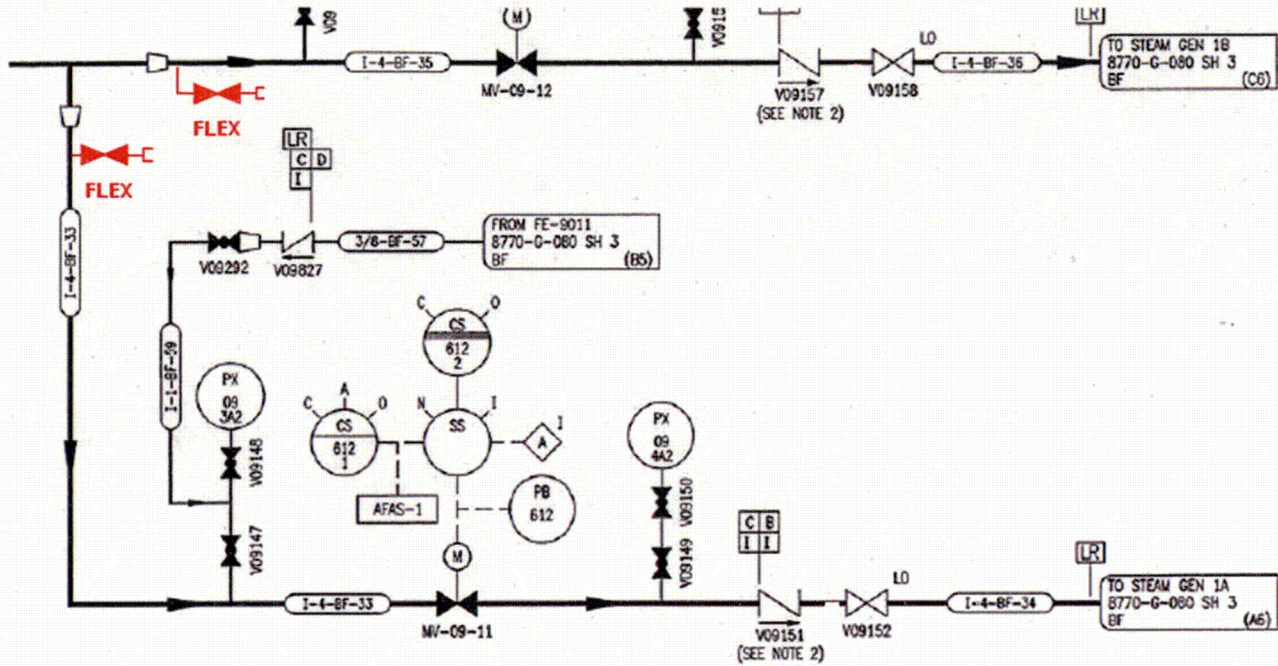 V09
M
MV-09-12
I-4-BF-35
V0915
V09157
(SEE NOTE 2)
V09158
LO
I-4-BF-36
LR
TO STEAM GEN 1B
8770-G-080 SH 3
BF (C6)
FLEX
FLEX
I-4-BF-33
LR
C D
I
V09292
V09827
3/8-BF-57
FROM FE-9011
8770-G-080 SH 3
BF (B5)
I-1-BF-59
PX
09
3A2
V09148
V09147
C O
CS
612
2
C A O
CS
612
1
N I
SS
A I
AFAS-1
PB
612
M
PX
09
4A2
V09150
V09149
C B
I I
I-4-BF-33
MV-09-11
V09151
(SEE NOTE 2)
V09152
LO
I-4-BF-34
LR
TO STEAM GEN 1A
8770-G-080 SH 3
BF (A6)